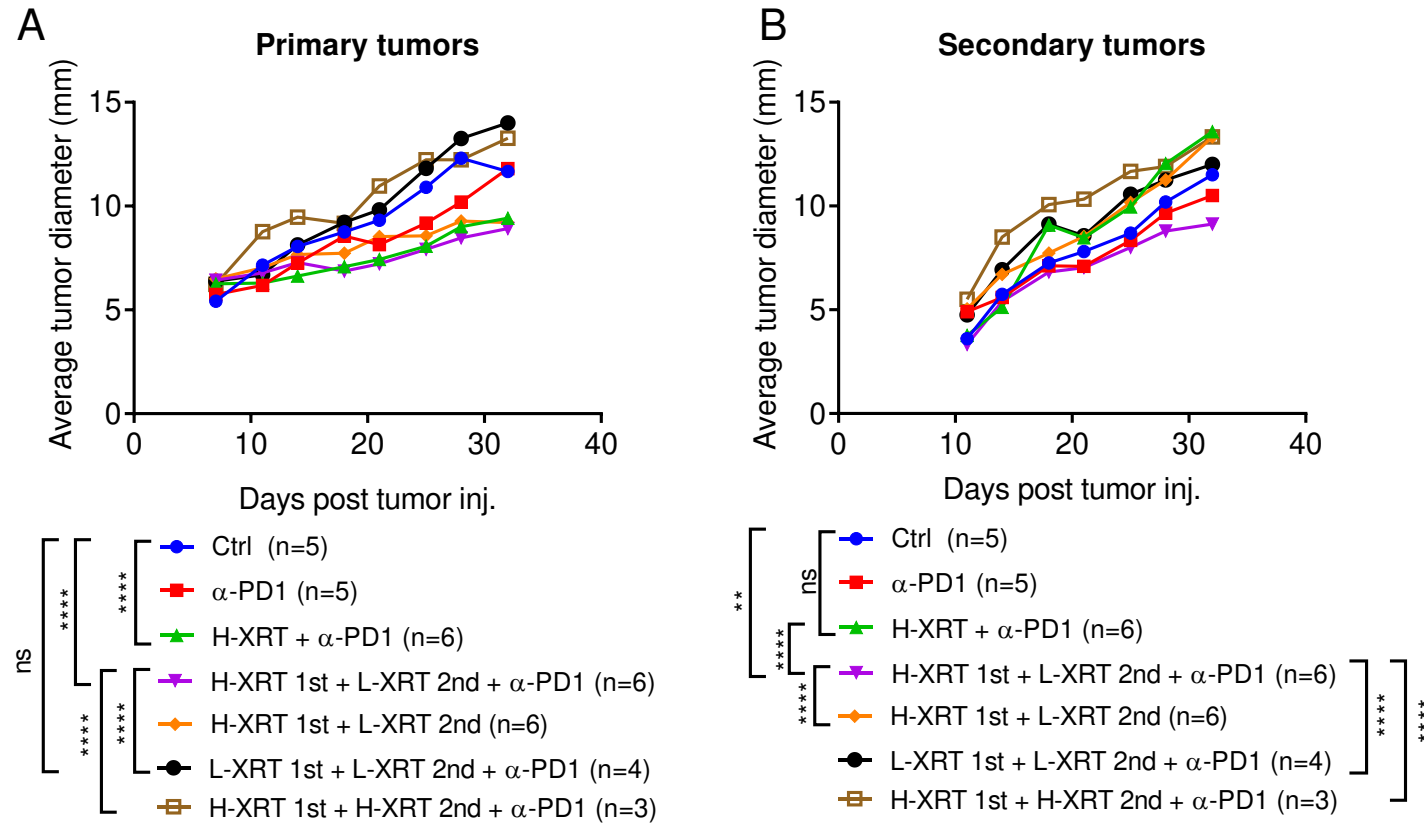 A
Primary tumors
Average tumor diameter (mm)
15
10
5
0
0 10 20 30 40
Days post tumor inj.
ns
****
****
****
****
Ctrl (n=5)
α-PD1 (n=5)
H-XRT + α-PD1 (n=6)
H-XRT 1st + L-XRT 2nd + α-PD1 (n=6)
H-XRT 1st + L-XRT 2nd (n=6)
L-XRT 1st + L-XRT 2nd + α-PD1 (n=4)
H-XRT 1st + H-XRT 2nd + α-PD1 (n=3)
B
Secondary tumors
Average tumor diameter (mm)
15
10
5
0
0 10 20 30 40
Days post tumor inj.
**
ns
****
****
Ctrl (n=5)
α-PD1 (n=5)
H-XRT + α-PD1 (n=6)
H-XRT 1st + L-XRT 2nd + α-PD1 (n=6)
H-XRT 1st + L-XRT 2nd (n=6)
L-XRT 1st + L-XRT 2nd + α-PD1 (n=4)
H-XRT 1st + H-XRT 2nd + α-PD1 (n=3)
****
****